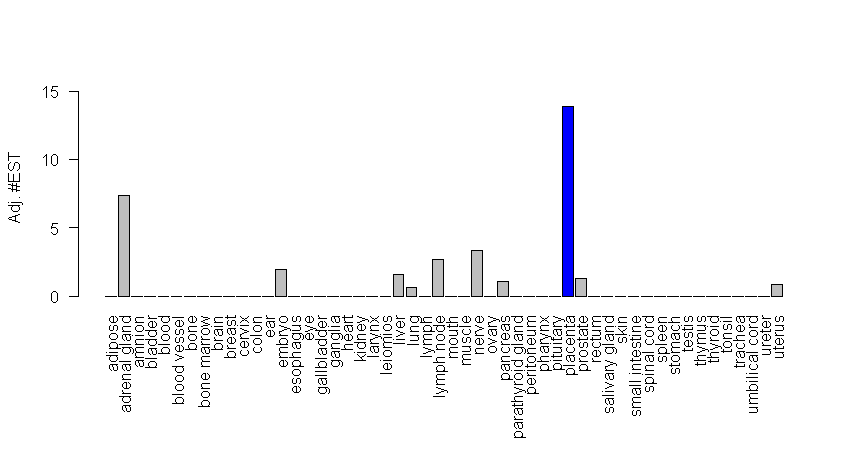 Adj. #EST
15
10
5
0
adipose
adrenal gland
amnion
bladder
blood
blood vessel
bone
bone marrow
brain
breast
cervix
colon
ear
embryo
esophagus
eye
gallbladder
ganglia
heart
kidney
larynx
leiomios
liver
lung
lymph
lymph node
mouth
muscle
nerve
ovary
pancreas
parathyroid gland
peritoneum
pharynx
pituitary
placenta
prostate
rectum
salivary gland
skin
small intestine
spinal cord
spleen
stomach
testis
thymus
thyroid
tonsil
trachea
umbilical cord
ureter
uterus